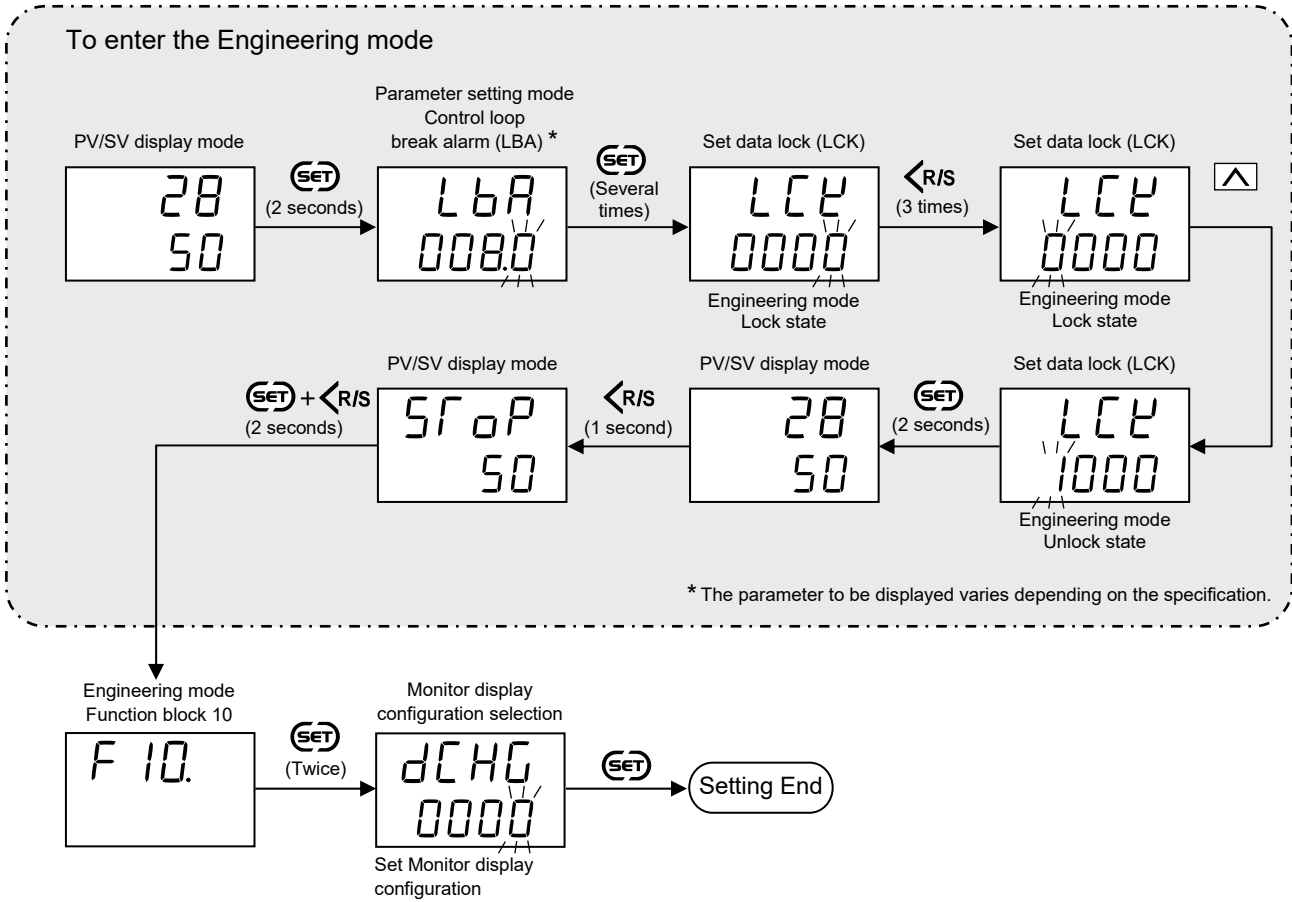 To enter the Engineering mode
PV/SV display mode
28
50
SET
(2 seconds)
Parameter setting mode
Control loop
break alarm (LBA) *
LbA
008.0
SET
(Several
times)
Set data lock (LCK)
LCK
0000
Engineering mode
Lock state
<R/S
(3 times)
Set data lock (LCK)
LCK
0000
Engineering mode
Lock state
Set data lock (LCK)
LCK
1000
Engineering mode
Unlock state
SET
(2 seconds)
PV/SV display mode
28
50
<R/S
(1 second)
PV/SV display mode
SToP
50
SET + <R/S
(2 seconds)
* The parameter to be displayed varies depending on the specification.
Engineering mode
Function block 10
F 10.
SET
(Twice)
Monitor display
configuration selection
dCHG
0000
Set Monitor display
configuration
SET
Setting End